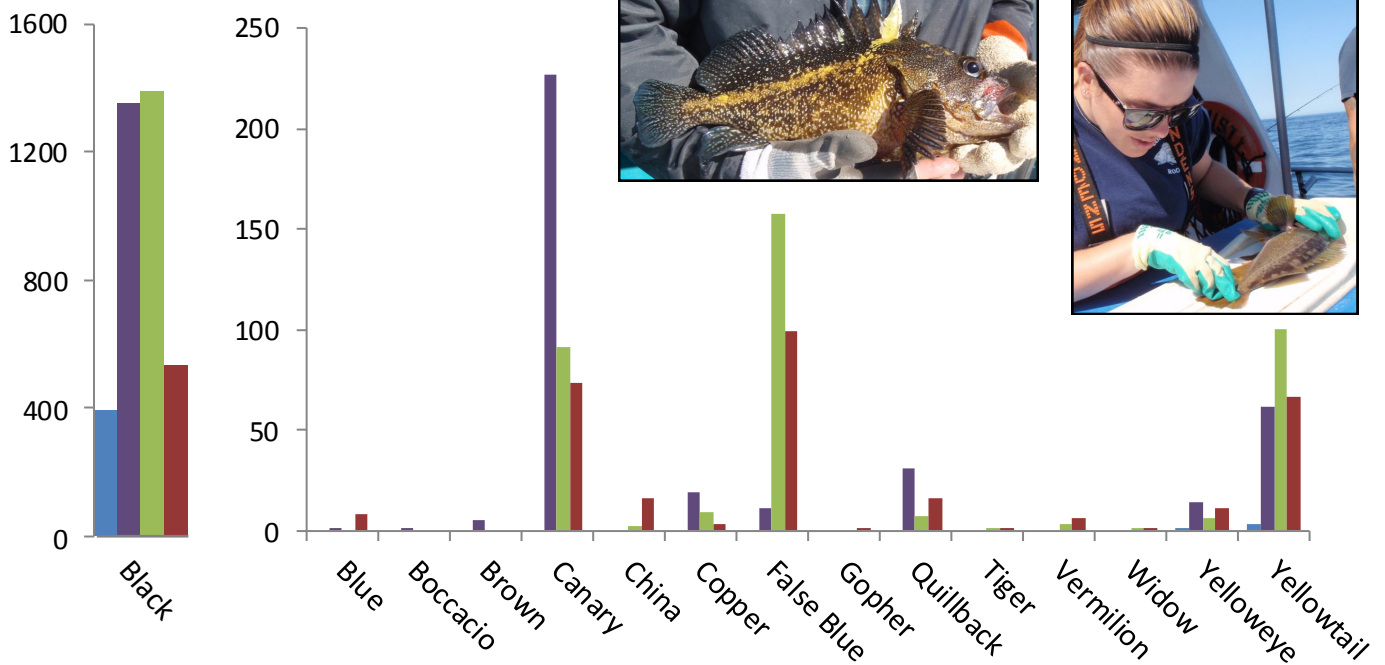 1600
1200
800
400
0
Black
250
200
150
100
50
0
Blue
Boccacio
Brown
Canary
China
Copper
False Blue
Gopher
Quillback
Tiger
Vermilion
Widow
Yelloweye
Yellowtail